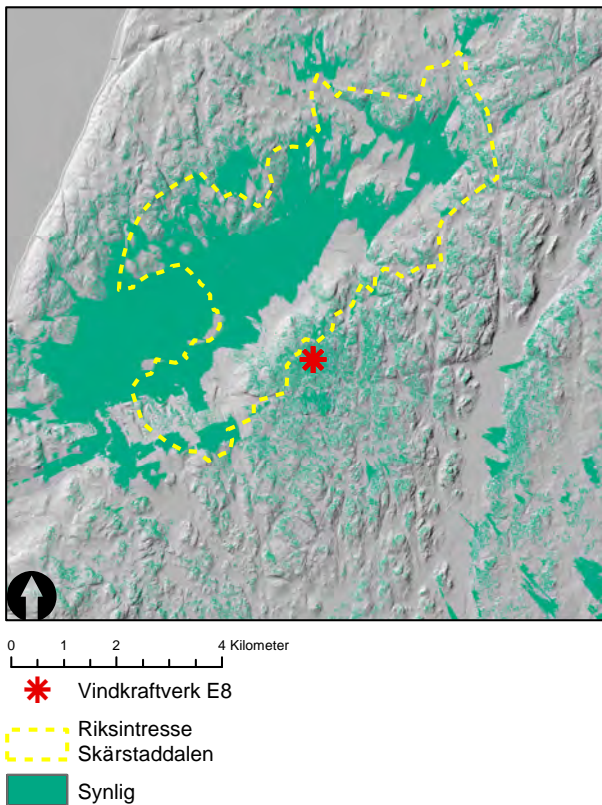 0 1 2 4 Kilometer
Vindkraftverk E8
Riksintresse
Skärstaddalen
Synlig